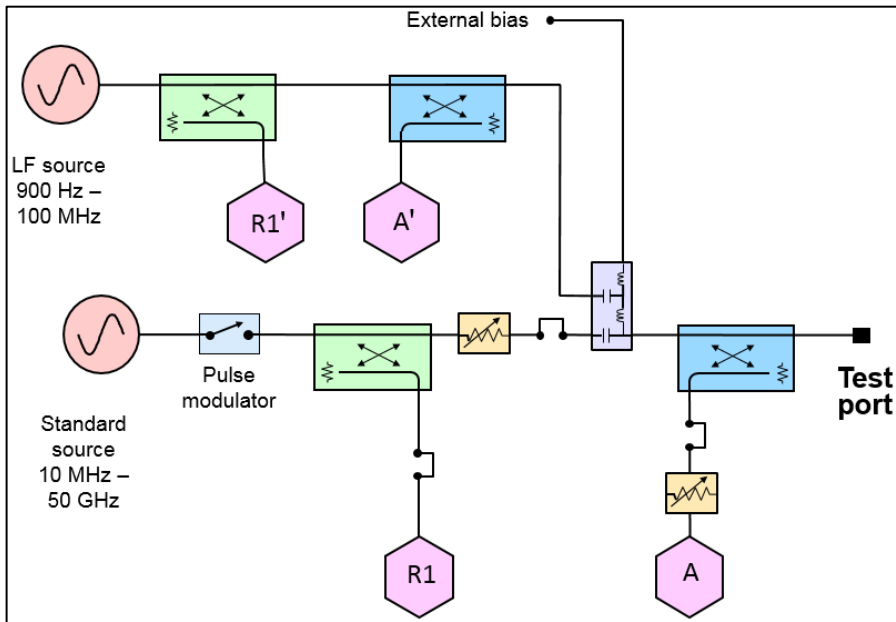 External bias
LF source
900 Hz –
100 MHz
R1'
A'
Pulse
modulator
Test
port
Standard
source
10 MHz –
50 GHz
R1
A